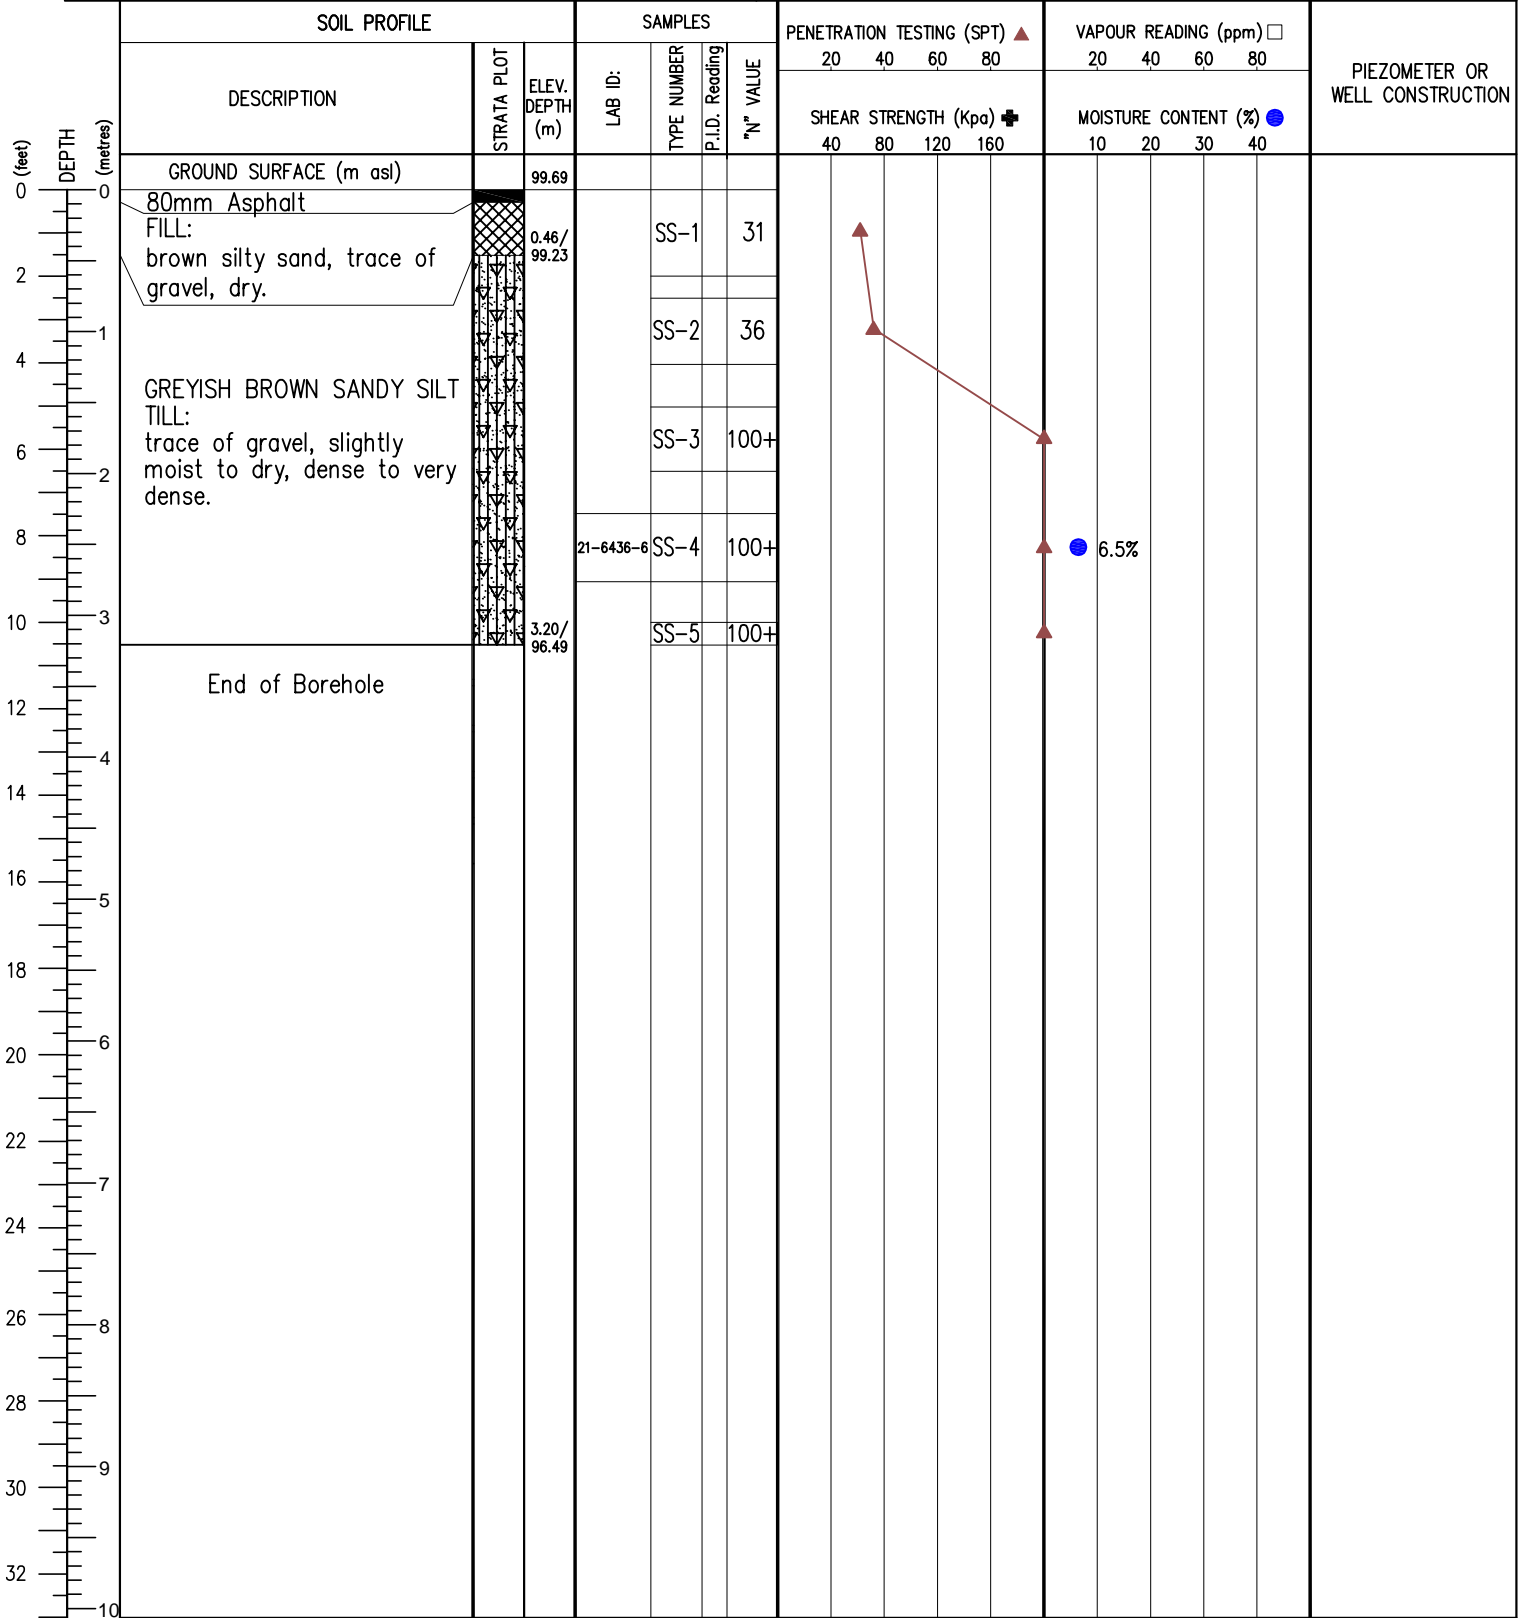 SOIL PROFILE
SAMPLES
PENETRATION TESTING (SPT)
20 40 60 80
VAPOUR READING (ppm)
20 40 60 80
PIEZOMETER OR
WELL CONSTRUCTION
DESCRIPTION
STRATA PLOT
ELEV.
DEPTH
(m)
LAB ID:
TYPE NUMBER
P.I.D. Reading
"N" VALUE
SHEAR STRENGTH (Kpa)
40 80 120 160
MOISTURE CONTENT (%)
10 20 30 40
(feet)
DEPTH
(metres)
GROUND SURFACE (m asl)
99.69
80mm Asphalt
FILL:
brown silty sand, trace of
gravel, dry.
0.46/
99.23
SS-1 31
SS-2 36
GREYISH BROWN SANDY SILT
TILL:
trace of gravel, slightly
moist to dry, dense to very
dense.
SS-3 100+
21-6436-6 SS-4 100+
6.5%
SS-5 100+
3.20/
96.49
End of Borehole
0
2
4
6
8
10
12
14
16
18
20
22
24
26
28
30
32
0
1
2
3
4
5
6
7
8
9
10